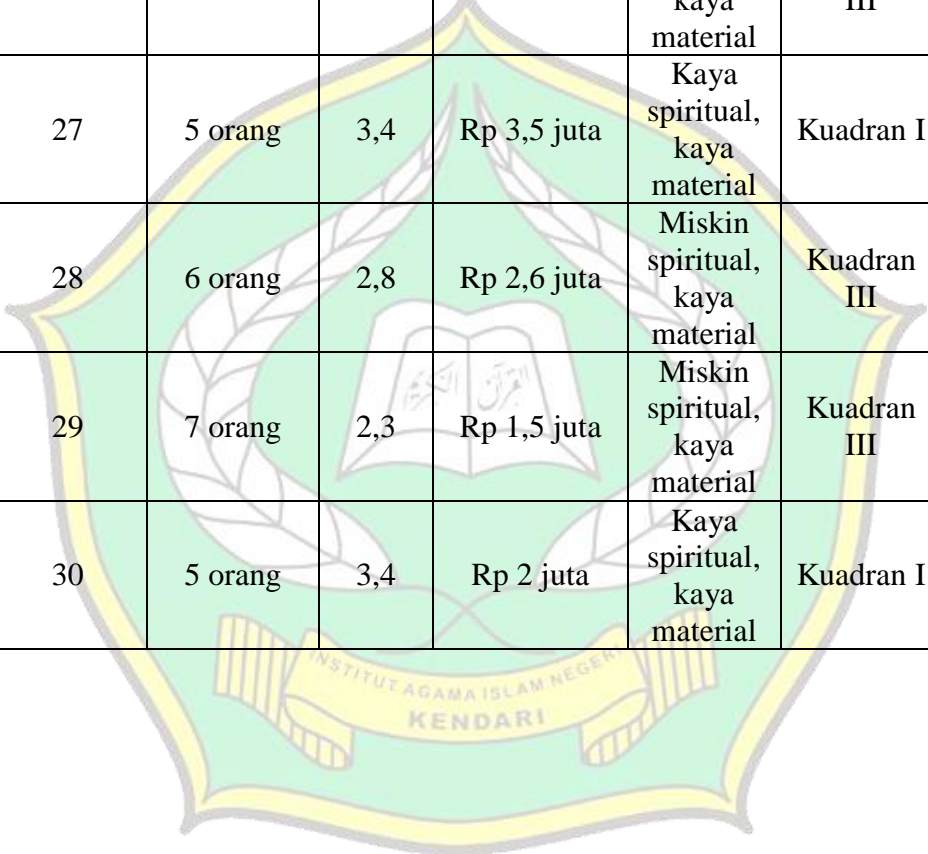 kaya
material
III
27
5 orang
3,4
Rp 3,5 juta
Kaya
spiritual,
kaya
material
Kuadran I
28
6 orang
2,8
Rp 2,6 juta
Miskin
spiritual,
kaya
material
Kuadran
III
29
7 orang
2,3
Rp 1,5 juta
Miskin
spiritual,
kaya
material
Kuadran
III
30
5 orang
3,4
Rp 2 juta
Kaya
spiritual,
kaya
material
Kuadran I
القرآن الكريم
INSTITUT AGAMA ISLAM NEGERI
KENDARI